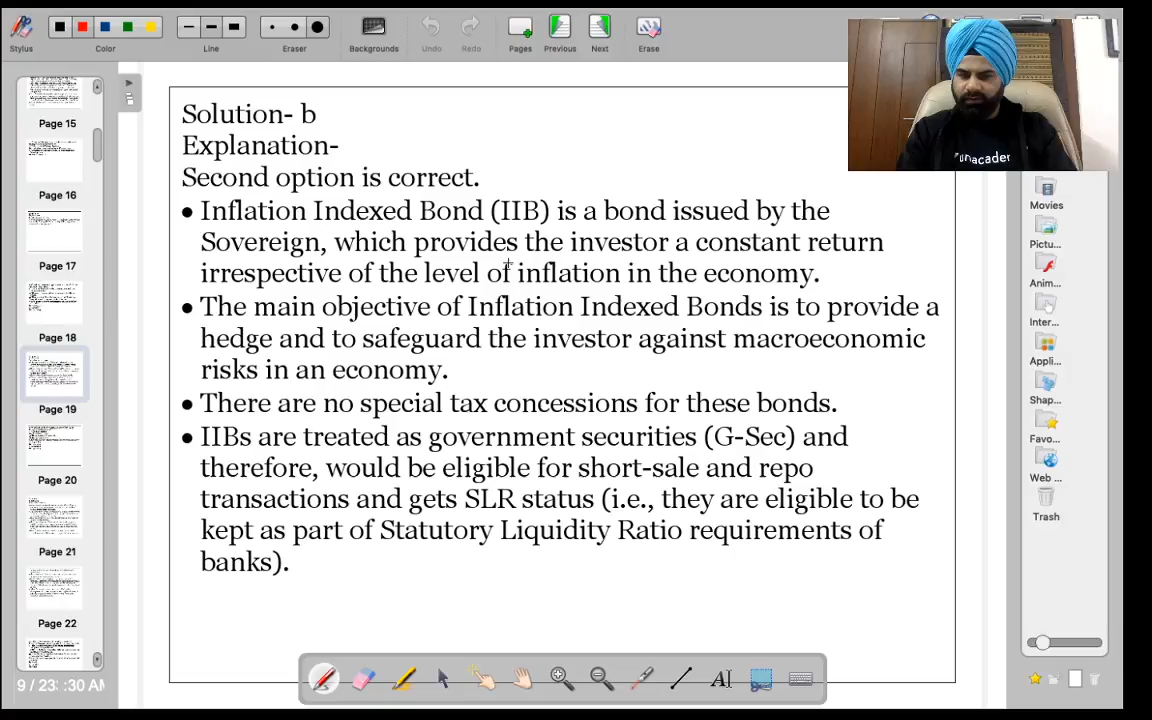 Stylus
Color
Line
Eraser
Backgrounds
Undo
Redo
Pages
Previous
Next
Erase
Page 15
Page 16
Page 17
Page 18
Page 19
Page 20
Page 21
Page 22
9 / 23
:30 AM
Solution- b
Explanation-
Second option is correct.
• Inflation Indexed Bond (IIB) is a bond issued by the
Sovereign, which provides the investor a constant return
irrespective of the level of inflation in the economy.
• The main objective of Inflation Indexed Bonds is to provide a
hedge and to safeguard the investor against macroeconomic
risks in an economy.
• There are no special tax concessions for these bonds.
• IIBs are treated as government securities (G-Sec) and
therefore, would be eligible for short-sale and repo
transactions and gets SLR status (i.e., they are eligible to be
kept as part of Statutory Liquidity Ratio requirements of
banks).
unacader
Movies
Pictu...
Anim...
Inter...
Appli...
Shap...
Favo...
Web ...
Trash